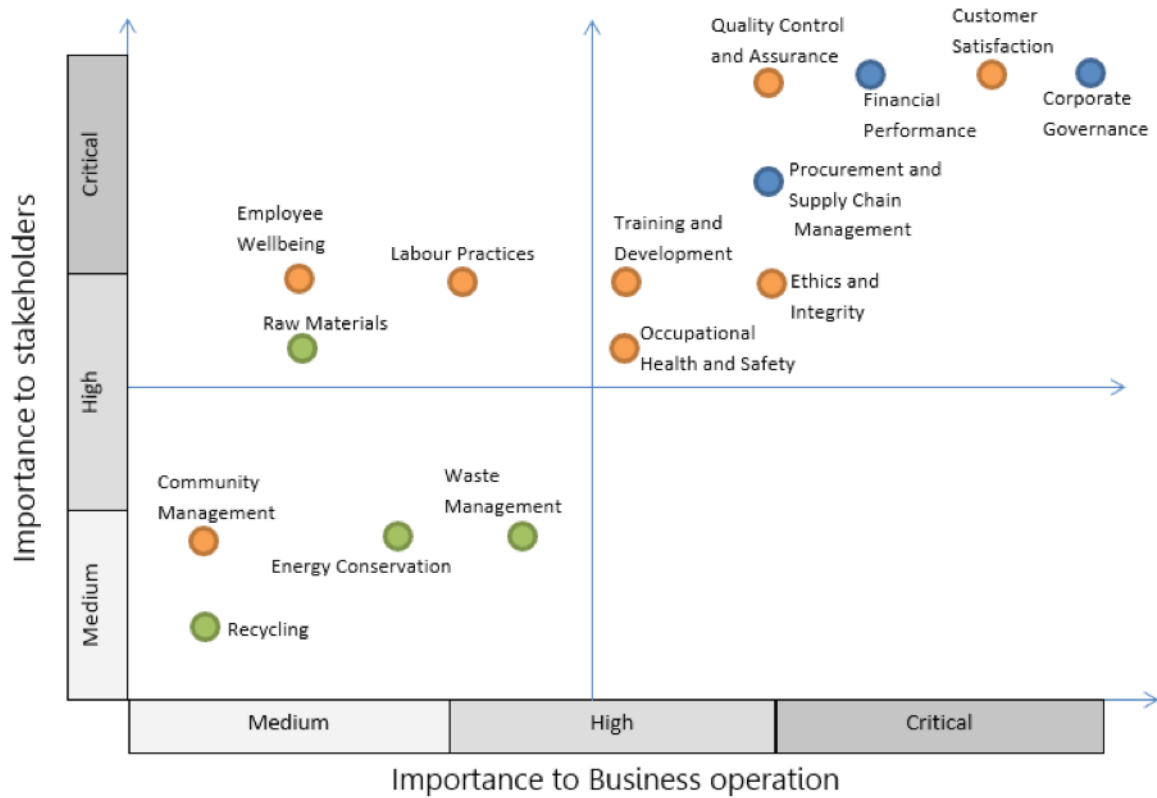 Quality Control
and Assurance
Customer
Satisfaction
Financial
Performance
Corporate
Governance
Critical
Procurement and
Supply Chain
Management
Employee
Wellbeing
Labour Practices
Training and
Development
Ethics and
Integrity
Raw Materials
Occupational
Health and Safety
Importance to stakeholders
High
Community
Management
Waste
Management
Energy Conservation
Medium
Recycling
Medium
High
Critical
Importance to Business operation